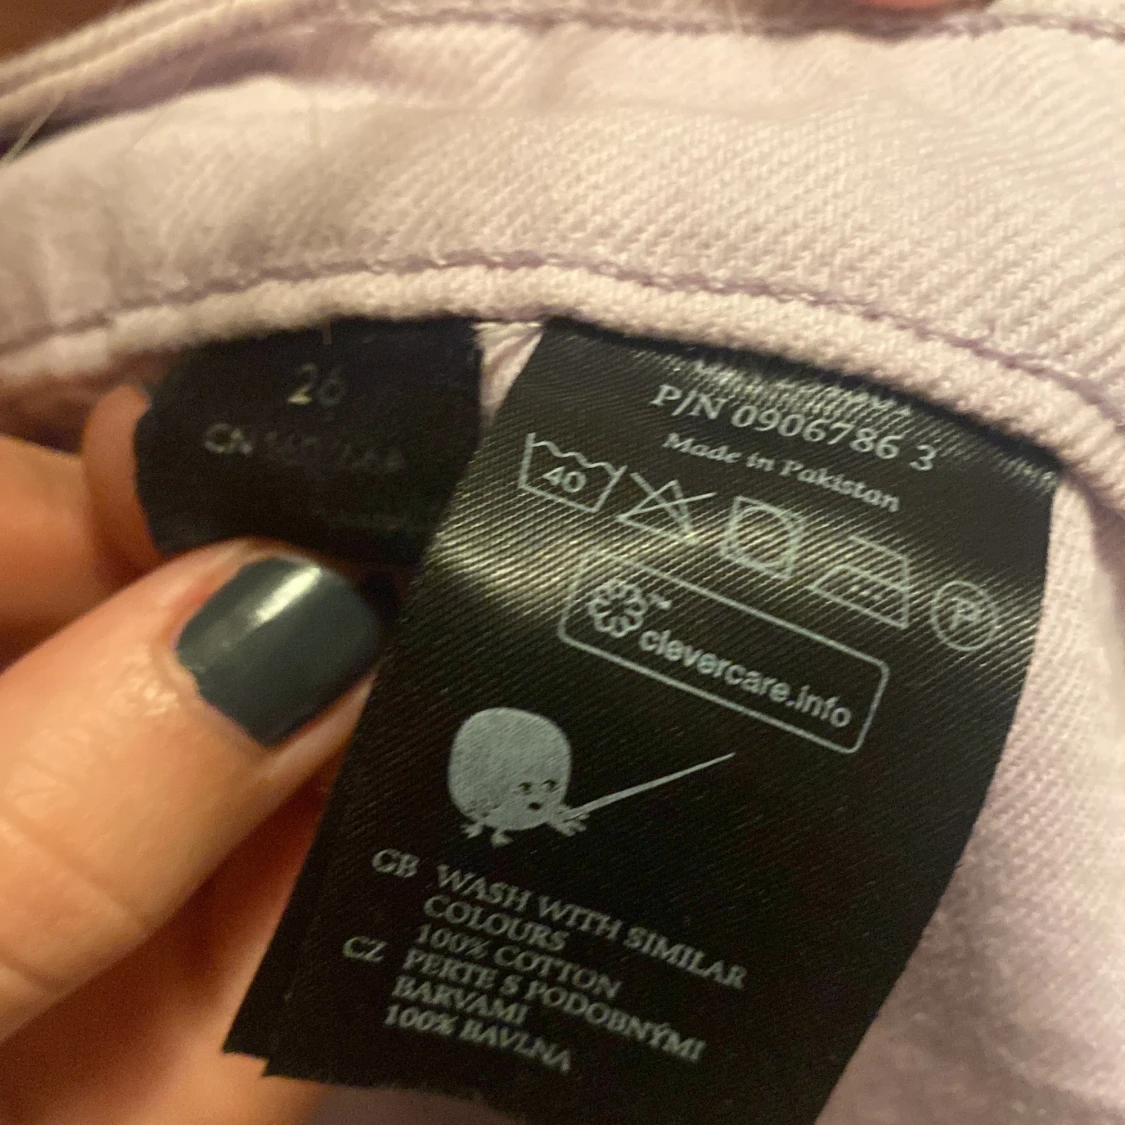 26
CN
P/N 0906786 3
Made in Pakistan
40
P
clevercare.info
GB WASH WITH SIMILAR
COLOURS
100% COTTON
CZ PERTE S PODOBNÝMI
BARVAMI
100% BAVLNA